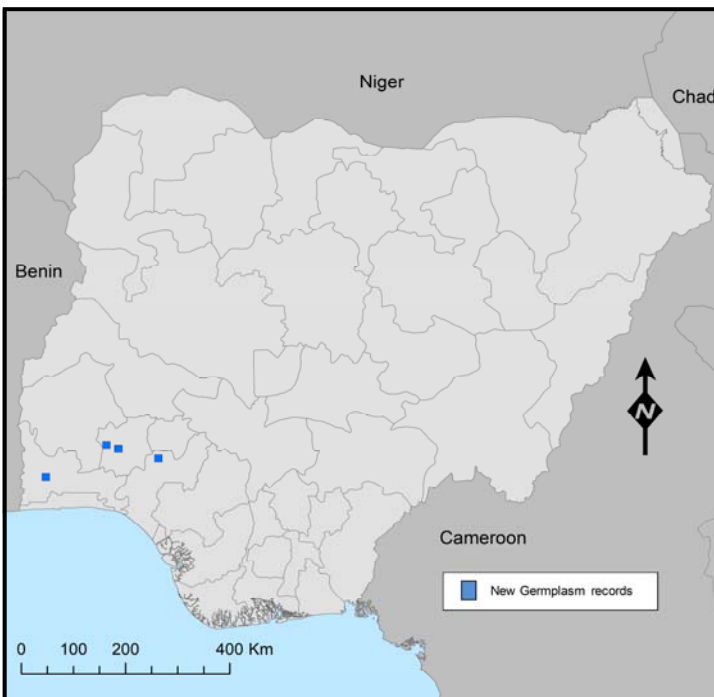 Niger
Chad
Benin
N
Cameroon
New Germplasm records
0 100 200 400 Km